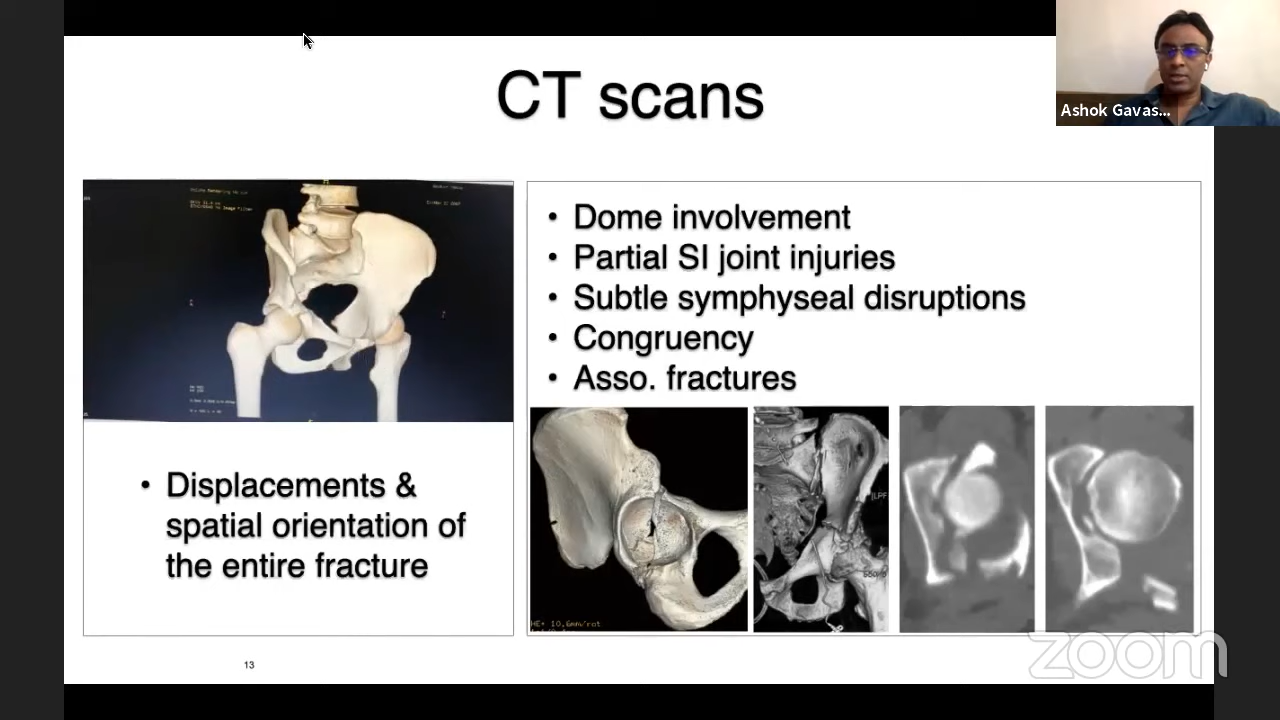 CT scans
Ashok Gavas...
• Dome involvement
• Partial SI joint injuries
• Subtle symphyseal disruptions
• Congruency
• Asso. fractures
• Displacements &
spatial orientation of
the entire fracture
13
zoom